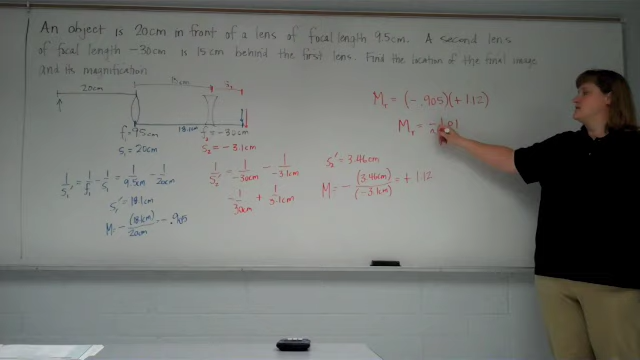 An object is 20cm in front of a lens of focal length 9.5cm. A second lens
of focal length -30cm is 15cm behind the first lens. Find the location of the final image
and its magnification
20cm
15cm
18.1cm
f₁=9.5cm
s₁=20cm
f₂=-30cm
s₂=-3.1cm
1/s₁' = 1/f₁ - 1/s₁ = 1/9.5cm - 1/20cm
s₁'=18.1cm
M=-(18.1cm)/20cm = -.905
1/s₂' = 1/-30cm - 1/-3.1cm
-1/30cm + 1/3.1cm
s₂'=3.46cm
M=-(3.46cm)/(-3.1cm)=+1.12
Mₜ = (-.905)(+1.12)
Mₜ =